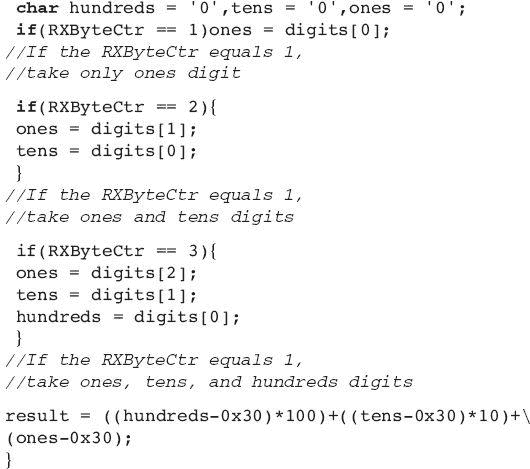 char hundreds = '0',tens = '0',ones = '0';
if(RXByteCtr == 1)ones = digits[0];
//If the RXByteCtr equals 1,
//take only ones digit
if(RXByteCtr == 2){
ones = digits[1];
tens = digits[0];
}
//If the RXByteCtr equals 1,
//take ones and tens digits
if(RXByteCtr == 3){
ones = digits[2];
tens = digits[1];
hundreds = digits[0];
}
//If the RXByteCtr equals 1,
//take ones, tens, and hundreds digits
result = ((hundreds-0x30)*100)+((tens-0x30)*10)+\
(ones-0x30);
}